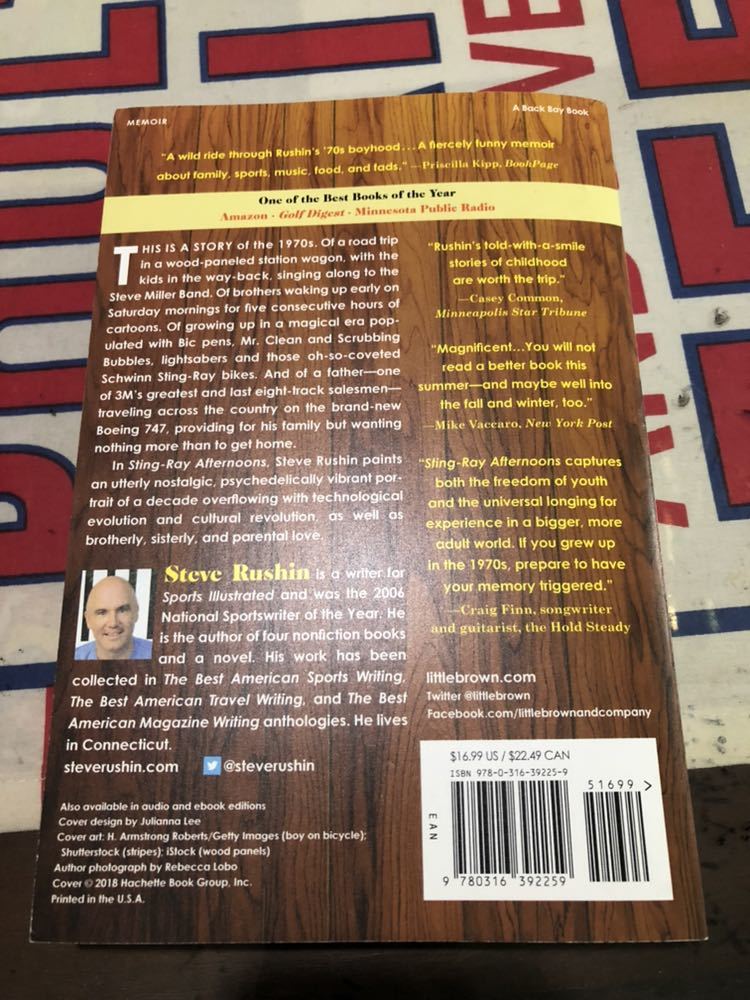 MEMOIR
A Back Bay Book
“A wild ride through Rushin’s ’70s boyhood...A fiercely funny memoir
about family, sports, music, food, and fads.” —Priscilla Kipp, BookPage
One of the Best Books of the Year
Amazon · Golf Digest · Minnesota Public Radio
THIS IS A STORY of the 1970s. Of a road trip
in a wood-paneled station wagon, with the
kids in the way-back, singing along to the
Steve Miller Band. Of brothers waking up early on
Saturday mornings for five consecutive hours of
cartoons. Of growing up in a magical era pop-
ulated with Bic pens, Mr. Clean and Scrubbing
Bubbles, lightsabers and those oh-so-coveted
Schwinn Sting-Ray bikes. And of a father—one
of 3M’s greatest and last eight-track salesmen—
traveling across the country on the brand-new
Boeing 747, providing for his family but wanting
nothing more than to get home.
In Sting-Ray Afternoons, Steve Rushin paints
an utterly nostalgic, psychedelically vibrant por-
trait of a decade overflowing with technological
evolution and cultural revolution, as well as
brotherly, sisterly, and parental love.
Steve Rushin is a writer for
Sports Illustrated and was the 2006
National Sportswriter of the Year. He
is the author of four nonfiction books
and a novel. His work has been
collected in The Best American Sports Writing,
The Best American Travel Writing, and The Best
American Magazine Writing anthologies. He lives
in Connecticut.
steverushin.com @steverushin
Also available in audio and ebook editions
Cover design by Julianna Lee
Cover art: H. Armstrong Roberts/Getty Images (boy on bicycle);
Shutterstock (stripes); iStock (wood panels)
Author photograph by Rebecca Lobo
Cover © 2018 Hachette Book Group, Inc.
Printed in the U.S.A.
“Rushin’s told-with-a-smile
stories of childhood
are worth the trip.”
—Casey Common,
Minneapolis Star Tribune
“Magnificent...You will not
read a better book this
summer—and maybe well into
the fall and winter, too.”
—Mike Vaccaro, New York Post
“Sting-Ray Afternoons captures
both the freedom of youth
and the universal longing for
experience in a bigger, more
adult world. If you grew up
in the 1970s, prepare to have
your memory triggered.”
—Craig Finn, songwriter
and guitarist, the Hold Steady
littlebrown.com
Twitter @littlebrown
Facebook.com/littlebrownandcompany
$16.99 US / $22.49 CAN
ISBN 978-0-316-39225-9
51699 >
EAN
9 780316 392259